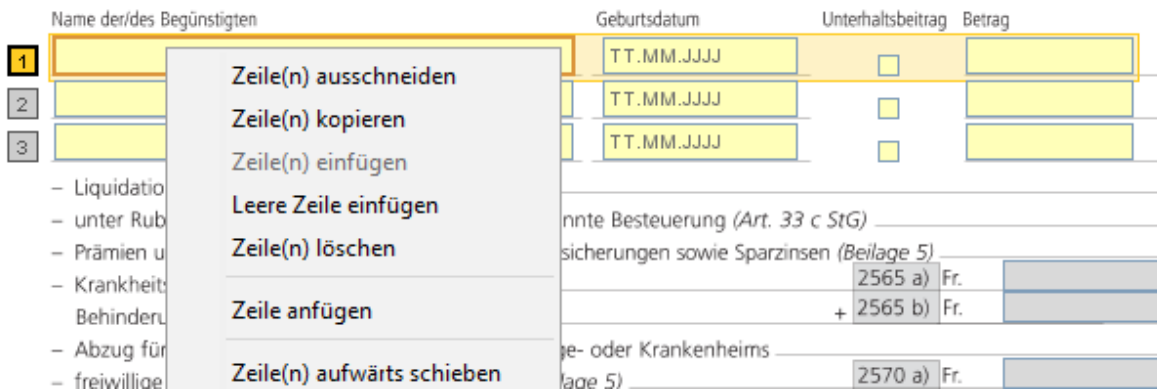 Name der/des Begünstigten Geburtsdatum Unterhaltsbeitrag Betrag
1 TT.MM.JJJJ
2 TT.MM.JJJJ
3 TT.MM.JJJJ
Zeile(n) ausschneiden
Zeile(n) kopieren
Zeile(n) einfügen
Leere Zeile einfügen
Zeile(n) löschen
Zeile anfügen
Zeile(n) aufwärts schieben
– Liquidatio
– unter Rub nnte Besteuerung (Art. 33 c StG)
– Prämien u sicherungen sowie Sparzinsen (Beilage 5)
– Krankheit 2565 a) Fr.
Behinderu + 2565 b) Fr.
– Abzug für ge- oder Krankenheims
– freiwillige lage 5) 2570 a) Fr.